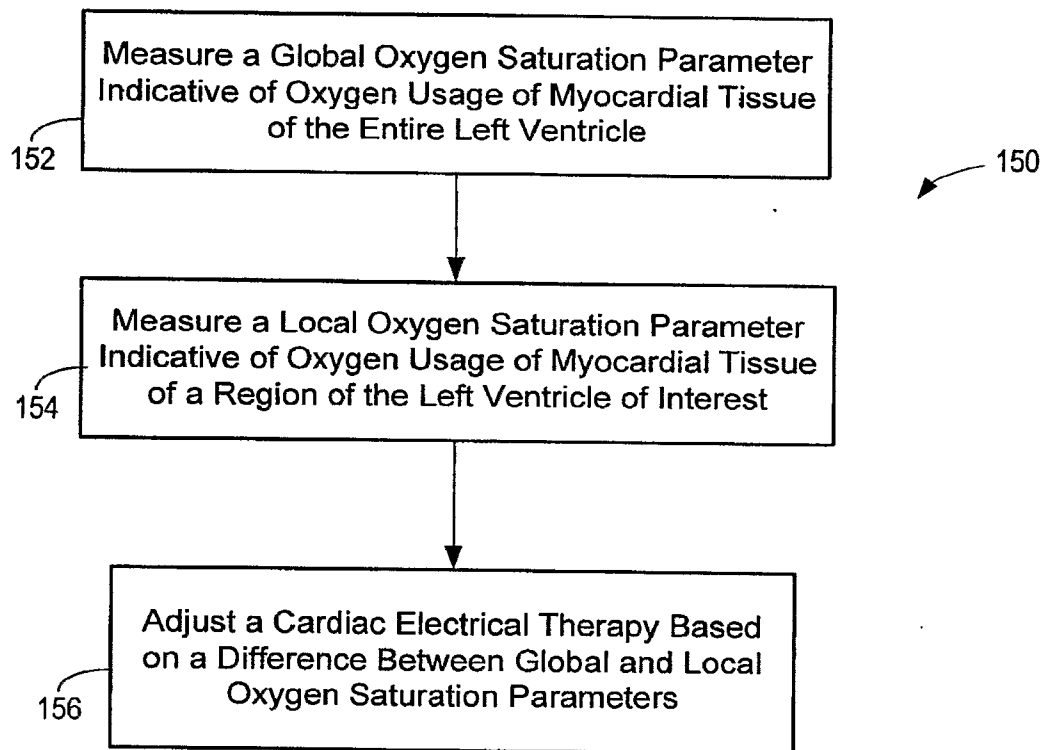 Measure a Global Oxygen Saturation Parameter
Indicative of Oxygen Usage of Myocardial Tissue
of the Entire Left Ventricle
152
150
Measure a Local Oxygen Saturation Parameter
Indicative of Oxygen Usage of Myocardial Tissue
of a Region of the Left Ventricle of Interest
154
Adjust a Cardiac Electrical Therapy Based
on a Difference Between Global and Local
Oxygen Saturation Parameters
156